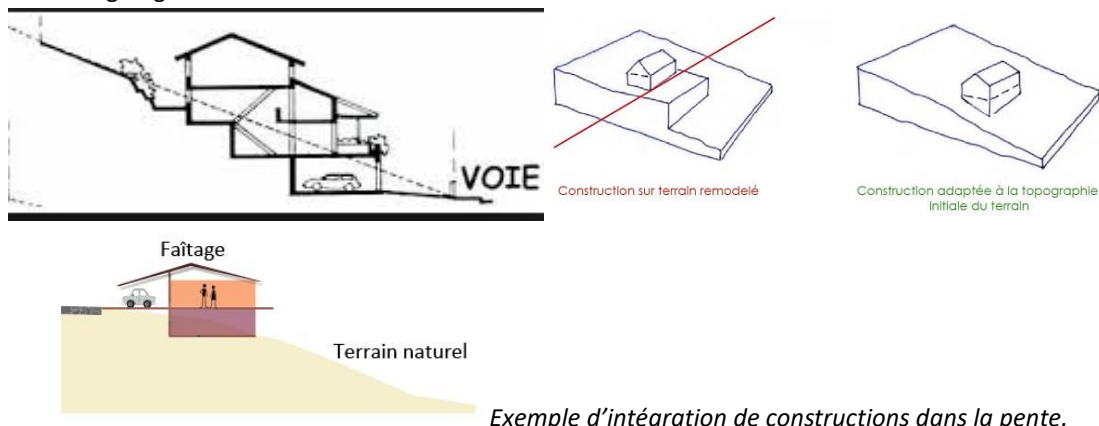 VOIE
Construction sur terrain remodelé
Construction adaptée à la topographie
initiale du terrain
Faîtage
Terrain naturel
Exemple d'intégration de constructions dans la pente.